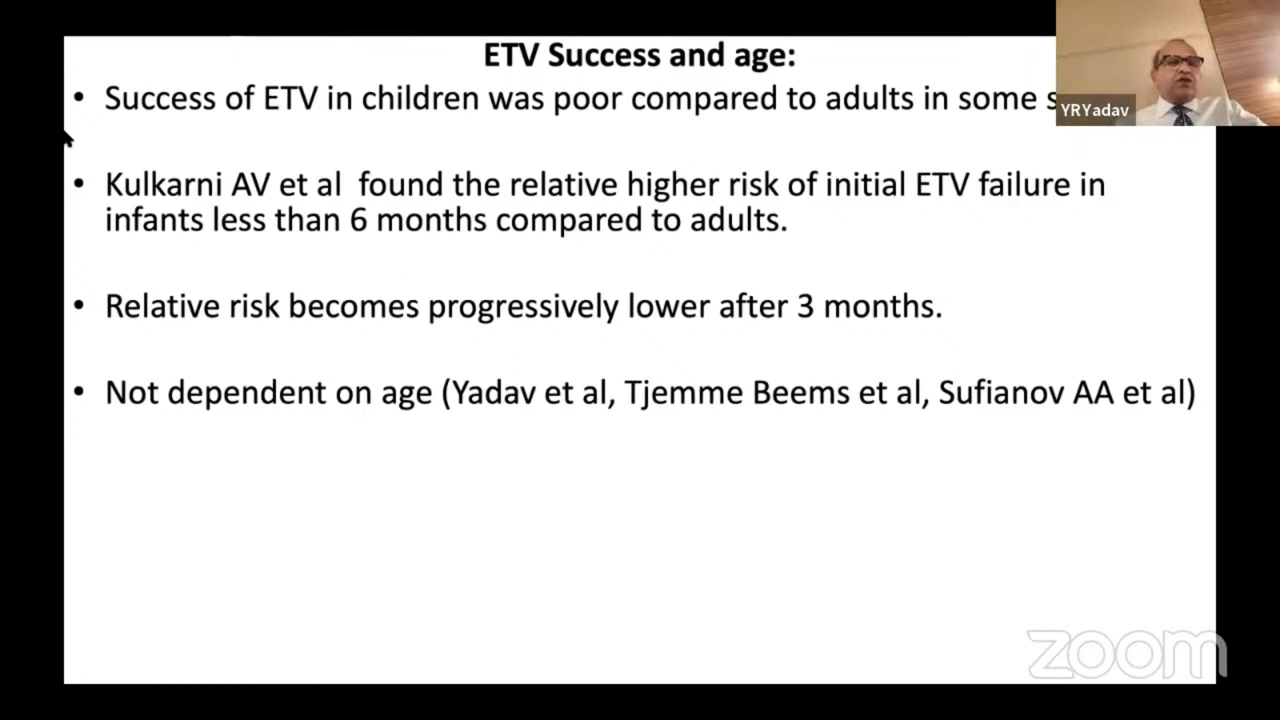 ETV Success and age:
• Success of ETV in children was poor compared to adults in some
YRYadav
• Kulkarni AV et al found the relative higher risk of initial ETV failure in
infants less than 6 months compared to adults.
• Relative risk becomes progressively lower after 3 months.
• Not dependent on age (Yadav et al, Tjemme Beems et al, Sufianov AA et al)
zoom